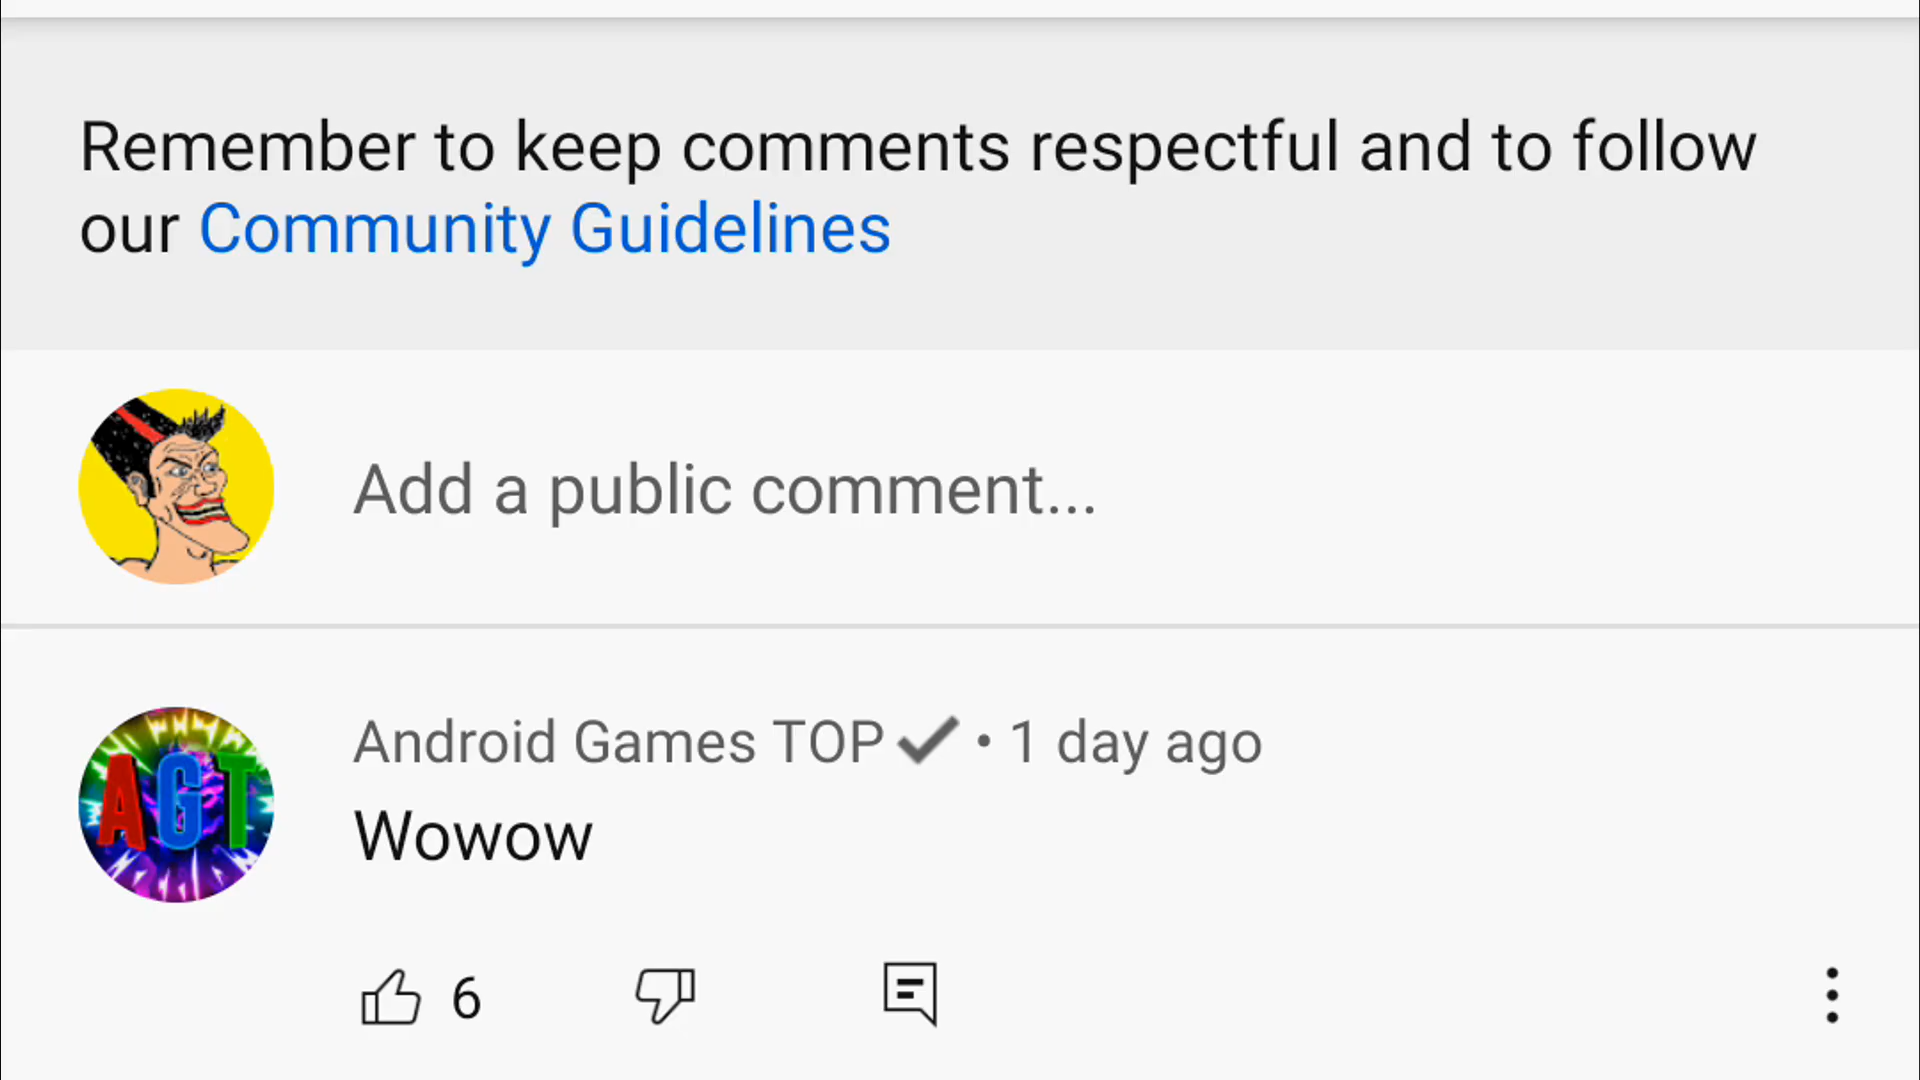 Remember to keep comments respectful and to follow
our Community Guidelines
Add a public comment...
Android Games TOP • 1 day ago
AGT
Wowow
6